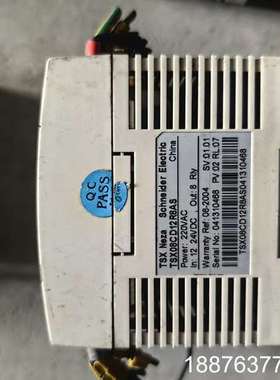 QC
PASS
TSX Neza Schneider Electric
TSX08CD12R8AS China
Power: 220VAC
In: 12 24VDC Out: 8 Rly
Warranty Ref: 08-2004 SV:01.01
Serial No: 041310468 PV:02 RL:07
TSX08CD12R8AS041310468
18876377